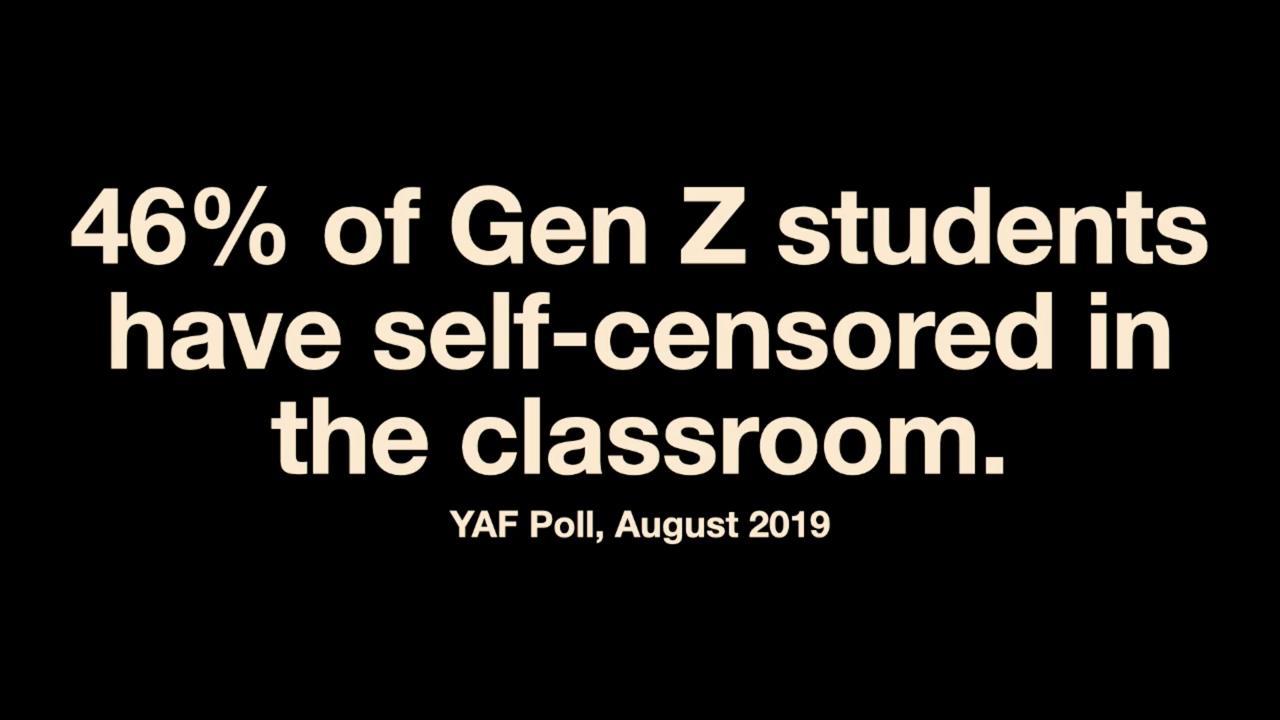 46% of Gen Z students
have self-censored in
the classroom.
YAF Poll, August 2019